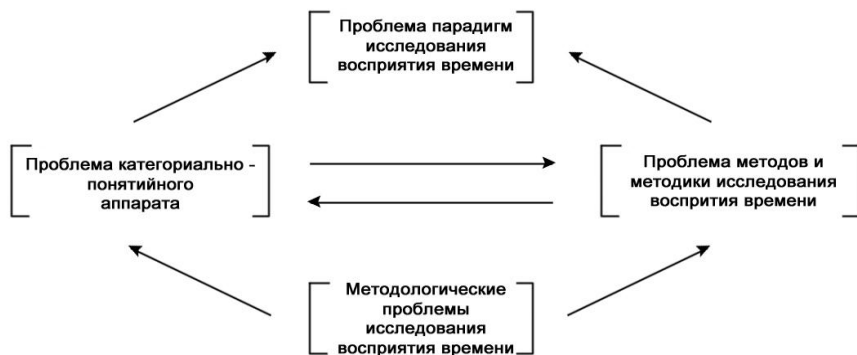 Проблема парадигм
исследования
восприятия времени
Проблема категориально -
понятийного
аппарата
Проблема методов и
методики исследования
воспрития времени
Методологические
проблемы
исследования
восприятия времени